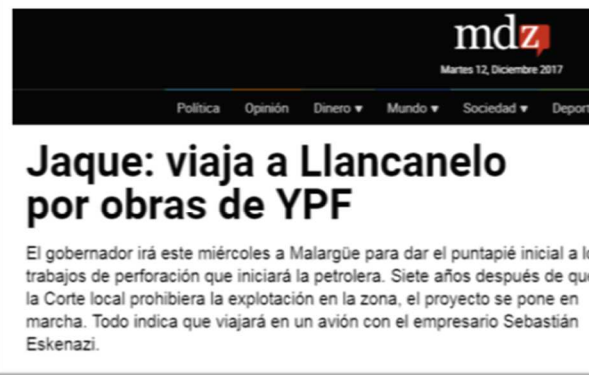 mdz
Martes 12, Diciembre 2017
Política Opinión Dinero ▾ Mundo ▾ Sociedad ▾ Deport
Jaque: viaja a Llancanelo
por obras de YPF
El gobernador irá este miércoles a Malargüe para dar el puntapié inicial a lo
trabajos de perforación que iniciará la petrolera. Siete años después de que
la Corte local prohibiera la explotación en la zona, el proyecto se pone en
marcha. Todo indica que viajará en un avión con el empresario Sebastián
Eskenazi.